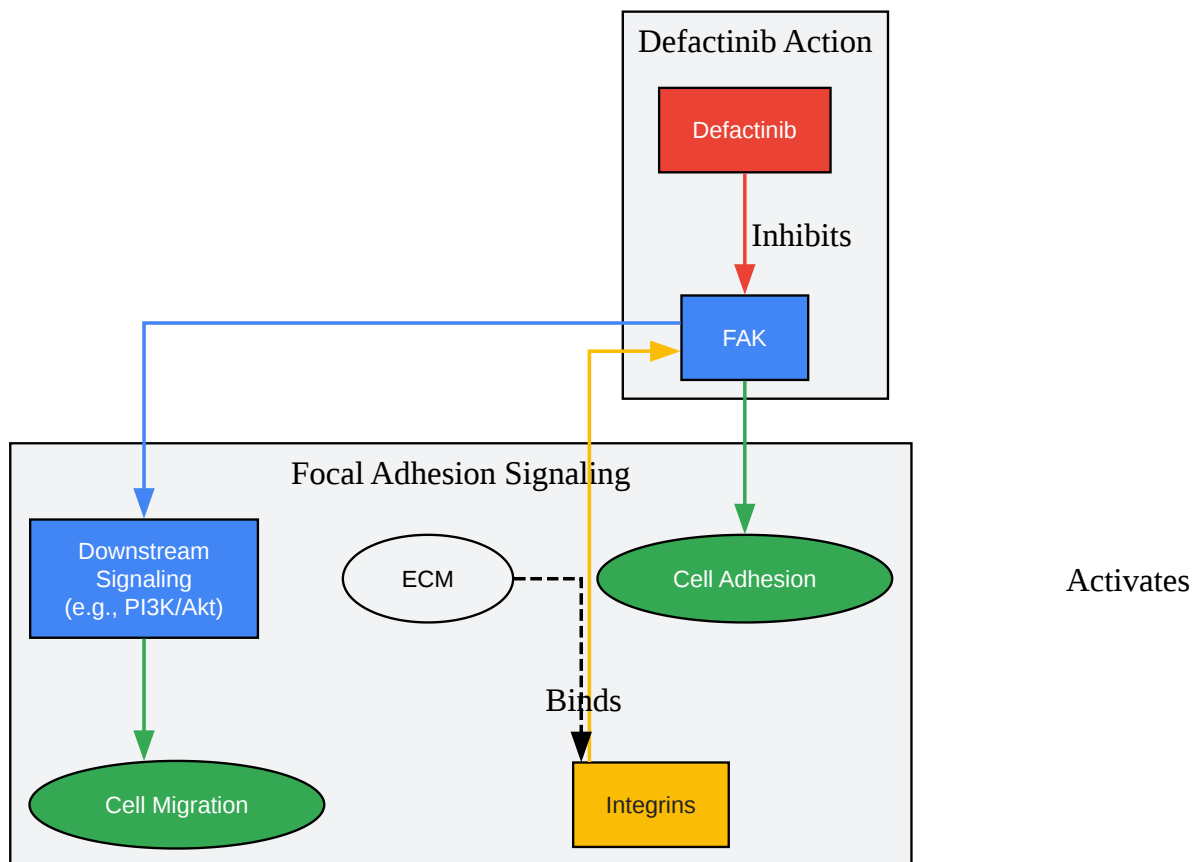 Defactinib Action
Defactinib
Inhibits
FAK
Focal Adhesion Signaling
Downstream
Signaling
(e.g., PI3K/Akt)
ECM
Cell Adhesion
Activates
Binds
Cell Migration
Integrins